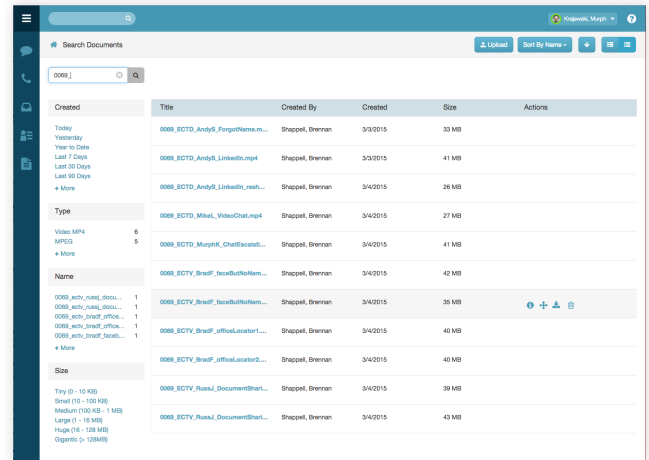 Krajewski, Murph
Search Documents
Upload
Sort By Name
0069_
Created
Today
Yesterday
Year to Date
Last 7 Days
Last 30 Days
Last 90 Days
+ More
Type
Video MP4 6
MPEG 5
+ More
Name
0069_ectv_russj_docu... 1
0069_ectv_russj_docu... 1
0069_ectv_bradf_office... 1
0069_ectv_bradf_office... 1
0069_ectv_bradf_faceb... 1
+ More
Size
Tiny (0 - 10 KB)
Small (10 - 100 KB)
Medium (100 KB - 1 MB)
Large (1 - 16 MB)
Huge (16 - 128 MB)
Gigantic (> 128MB)
Title Created By Created Size Actions
0069_ECTD_AndyS_ForgotName.m... Shappell, Brennan 3/3/2015 33 MB
0069_ECTD_AndyS_LinkedIn.mp4 Shappell, Brennan 3/3/2015 41 MB
0069_ECTD_AndyS_LinkedIn_resh... Shappell, Brennan 3/4/2015 26 MB
0069_ECTD_MikeL_VideoChat.mp4 Shappell, Brennan 3/4/2015 27 MB
0069_ECTD_MurphK_ChatEscalati... Shappell, Brennan 3/4/2015 41 MB
0069_ECTV_BradF_faceButNoNam... Shappell, Brennan 3/4/2015 42 MB
0069_ECTV_BradF_faceButNoNam... Shappell, Brennan 3/4/2015 35 MB
0069_ECTV_BradF_officeLocator1.... Shappell, Brennan 3/4/2015 40 MB
0069_ECTV_BradF_officeLocator2.... Shappell, Brennan 3/4/2015 40 MB
0069_ECTV_RussJ_DocumentShari... Shappell, Brennan 3/4/2015 39 MB
0069_ECTV_RussJ_DocumentShari... Shappell, Brennan 3/4/2015 43 MB